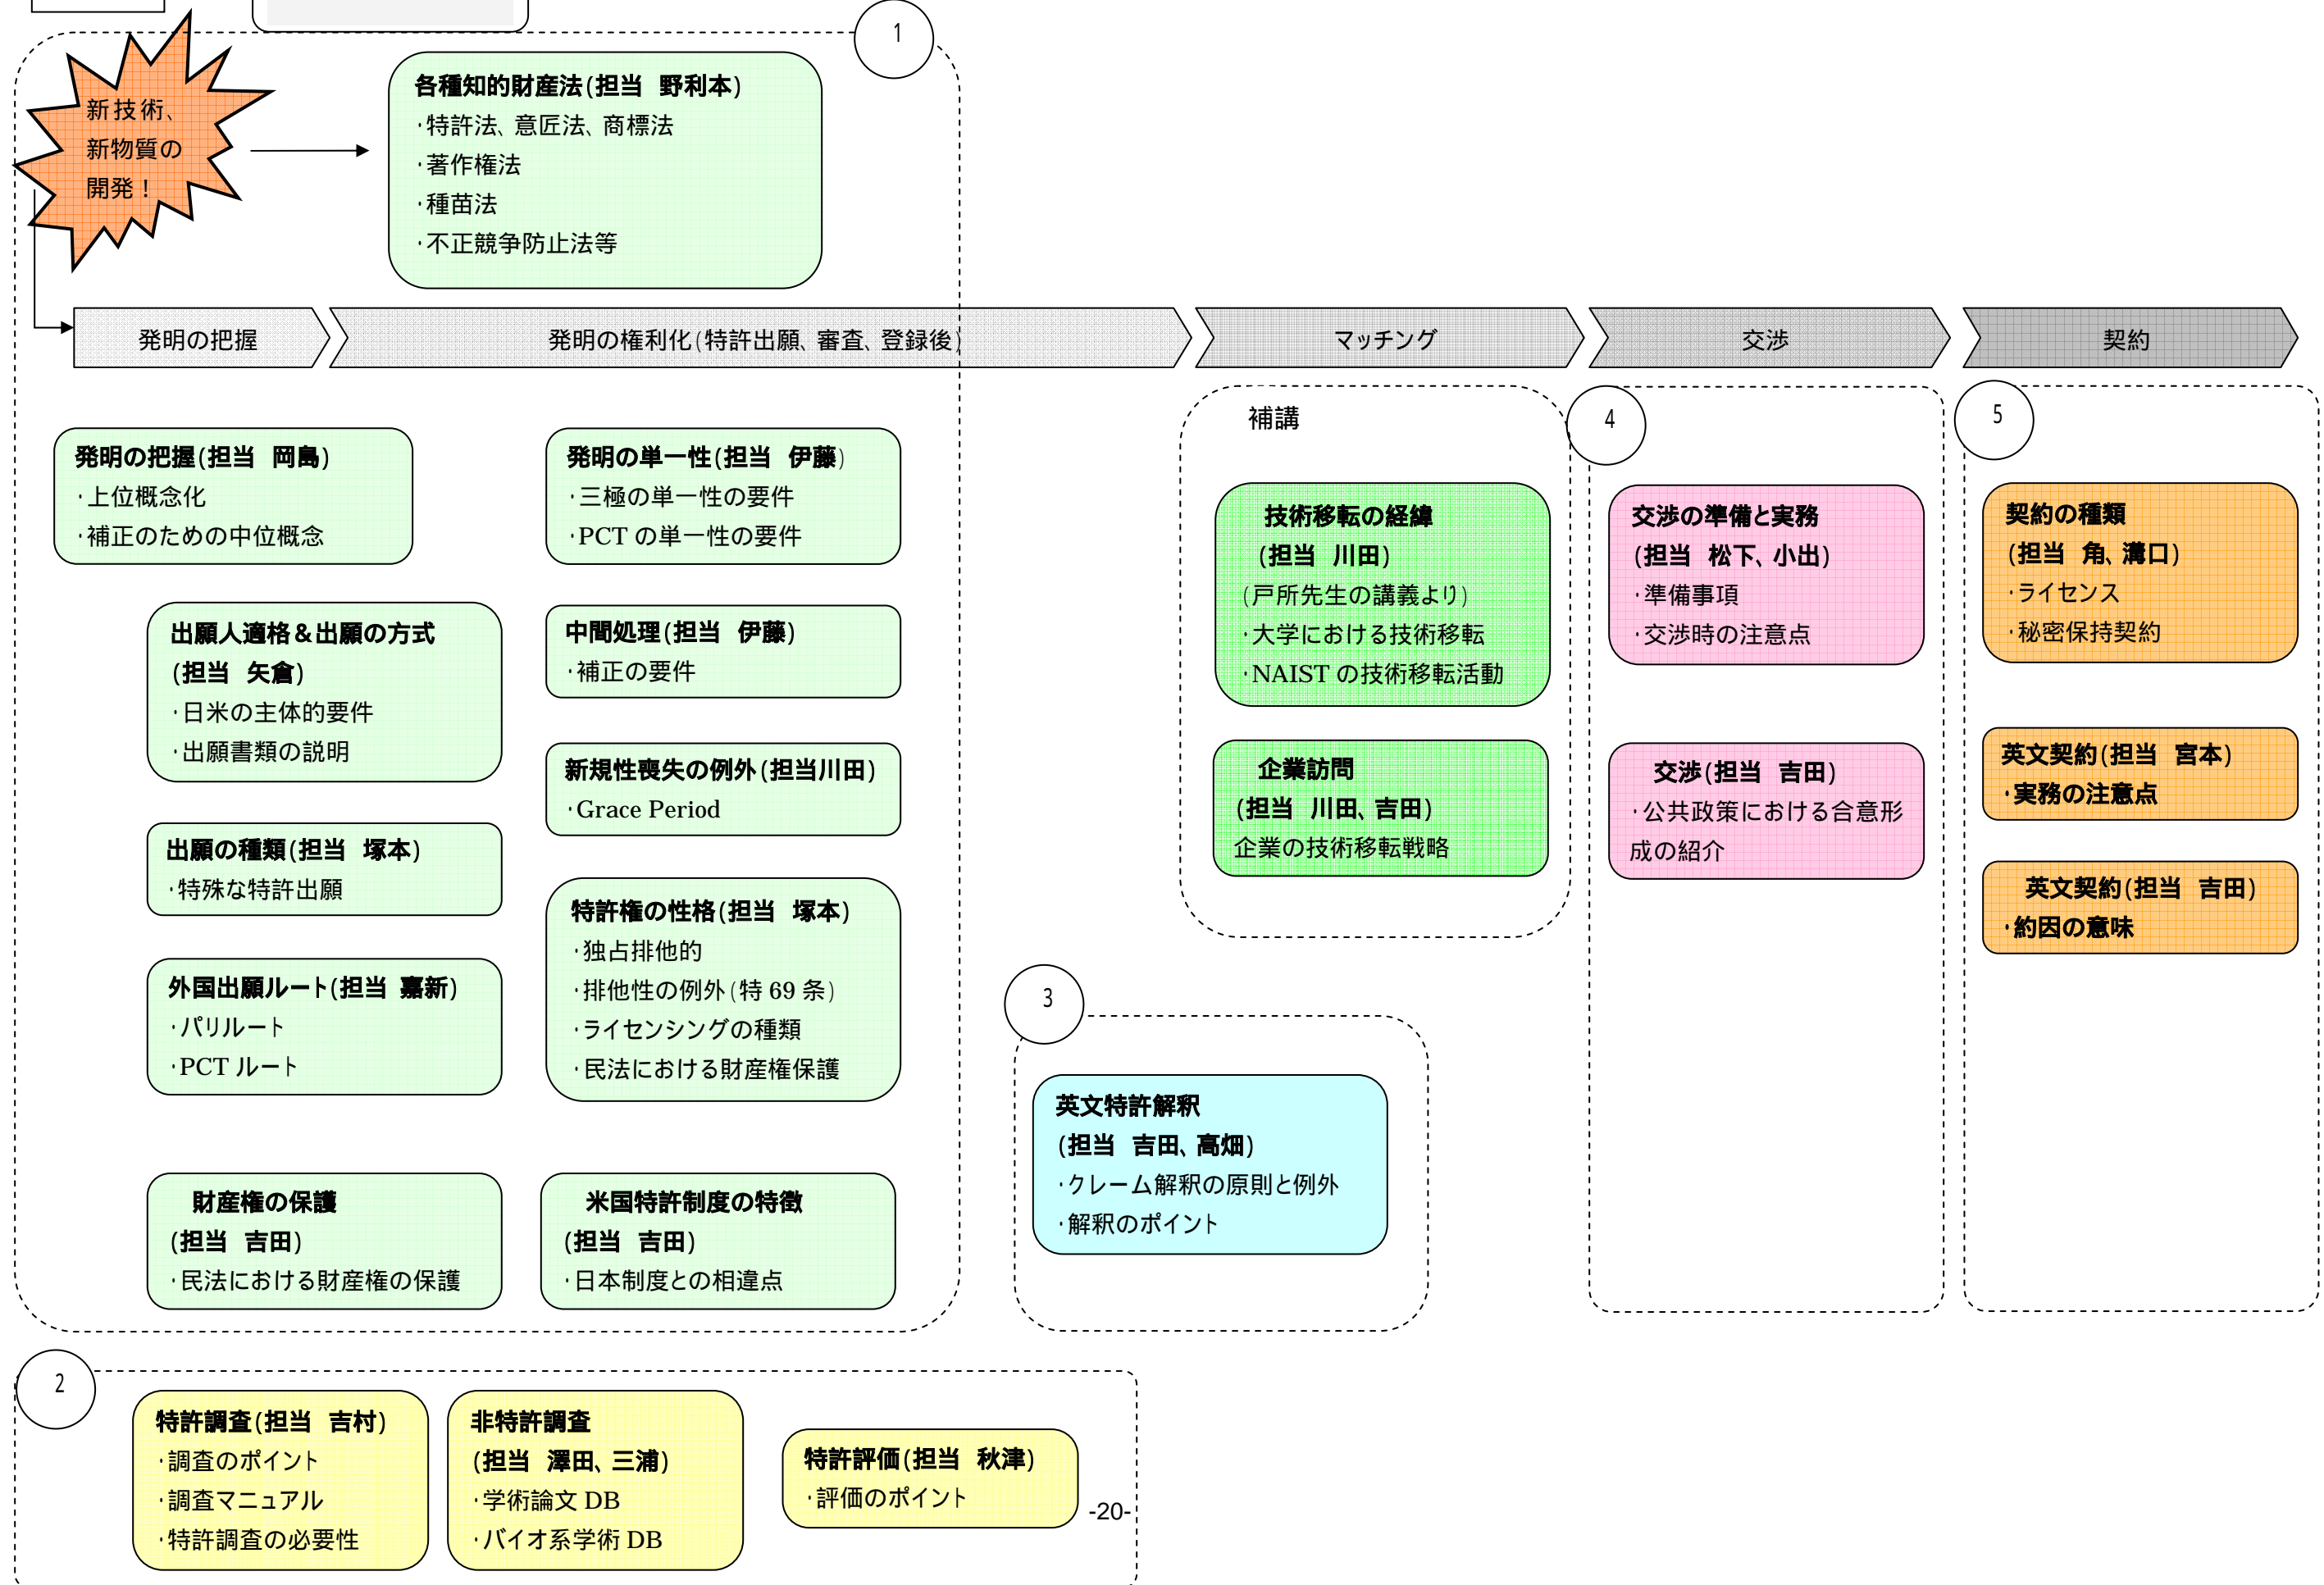 1
新技術、
新物質の
開発！
各種知的財産法(担当　野利本)
・特許法、意匠法、商標法
・著作権法
・種苗法
・不正競争防止法等
発明の把握
発明の権利化(特許出願、審査、登録後)
マッチング
交渉
契約
発明の把握(担当　岡島)
・上位概念化
・補正のための中位概念
出願人適格＆出願の方式
(担当　矢倉)
・日米の主体的要件
・出願書類の説明
出願の種類(担当　塚本)
・特殊な特許出願
外国出願ルート(担当 嘉新)
・パリルート
・PCT ルート
財産権の保護
(担当　吉田)
・民法における財産権の保護
発明の単一性(担当　伊藤)
・三極の単一性の要件
・PCT の単一性の要件
中間処理(担当　伊藤)
・補正の要件
新規性喪失の例外(担当川田)
・Grace Period
特許権の性格(担当　塚本)
・独占排他的
・排他性の例外(特 69 条)
・ライセンシングの種類
・民法における財産権保護
米国特許制度の特徴
(担当　吉田)
・日本制度との相違点
補講
技術移転の経緯
(担当　川田)
(戸所先生の講義より)
・大学における技術移転
・NAIST の技術移転活動
企業訪問
(担当　川田、吉田)
企業の技術移転戦略
3
英文特許解釈
(担当　吉田、高畑)
・クレーム解釈の原則と例外
・解釈のポイント
4
交渉の準備と実務
(担当　松下、小出)
・準備事項
・交渉時の注意点
交渉(担当　吉田)
・公共政策における合意形
成の紹介
5
契約の種類
(担当　角、溝口)
・ライセンス
・秘密保持契約
英文契約(担当　宮本)
・実務の注意点
英文契約(担当　吉田)
・約因の意味
2
特許調査(担当　吉村)
・調査のポイント
・調査マニュアル
・特許調査の必要性
非特許調査
(担当　澤田、三浦)
・学術論文 DB
・バイオ系学術 DB
特許評価(担当　秋津)
・評価のポイント
-20-